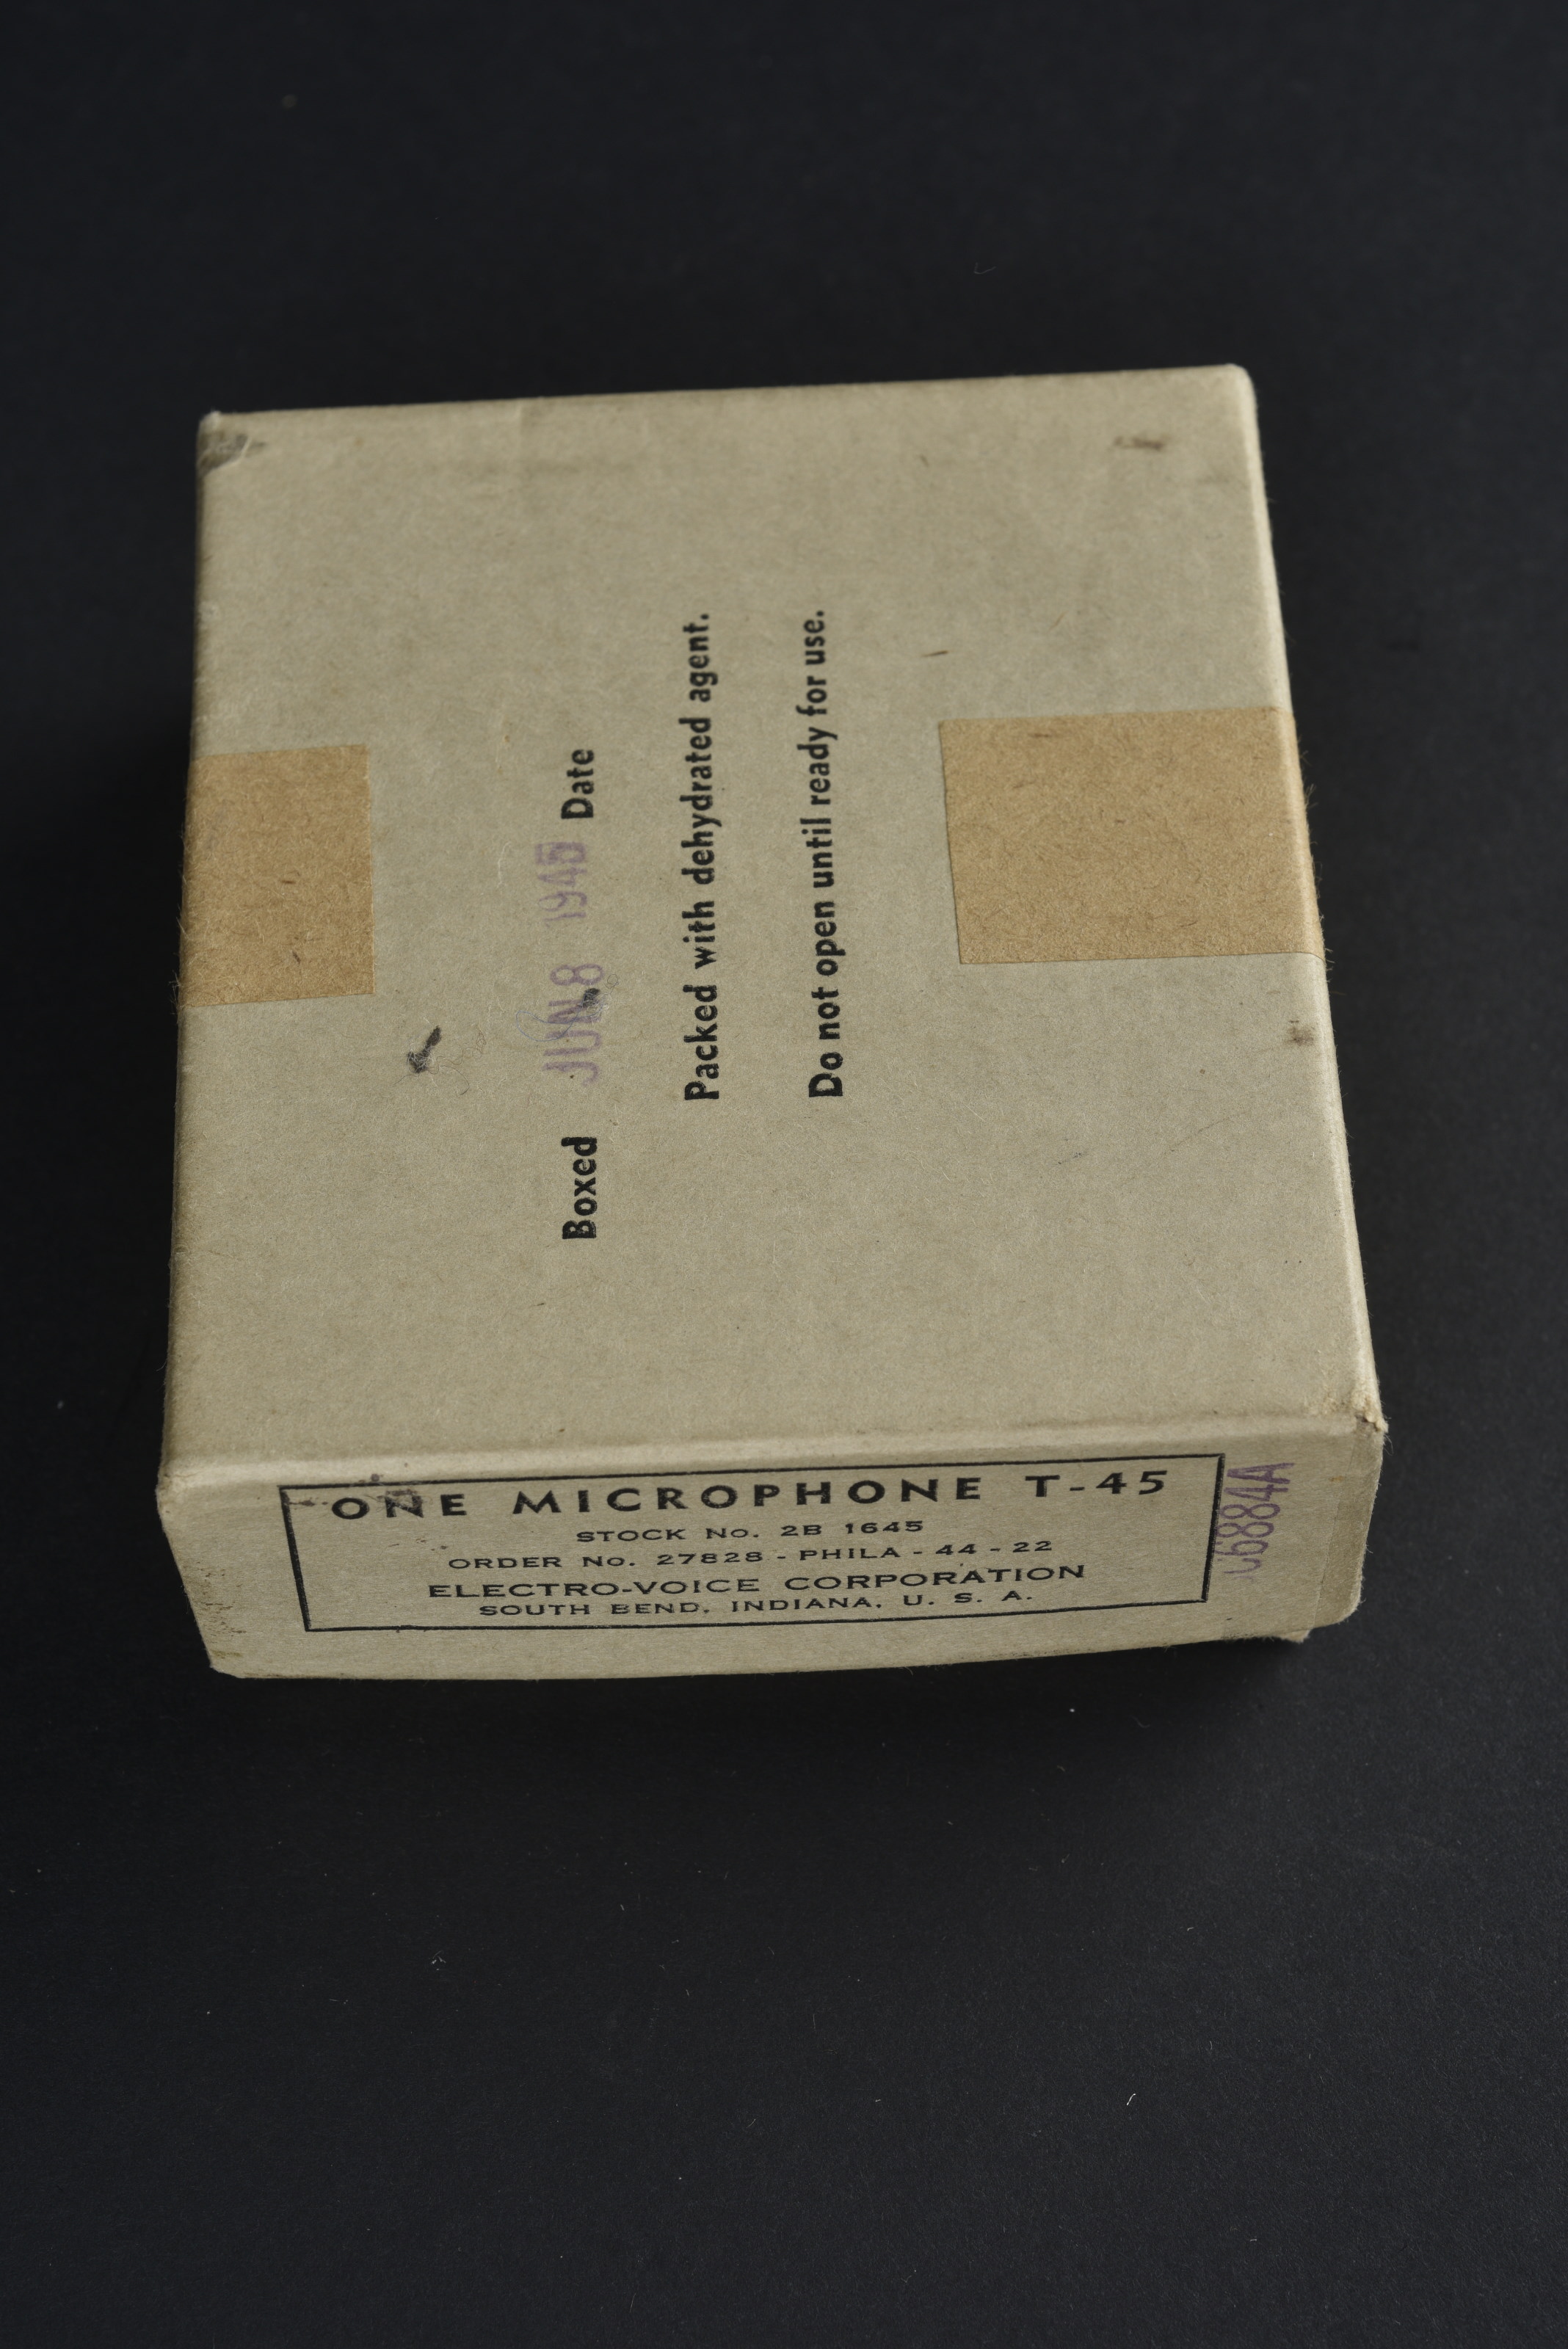 Boxed JUN 8 1945 Date
Packed with dehydrated agent.
Do not open until ready for use.
ONE MICROPHONE T-45
STOCK No. 2B 1645
ORDER No. 27828 - PHILA - 44 - 22
ELECTRO-VOICE CORPORATION
SOUTH BEND, INDIANA, U. S. A.